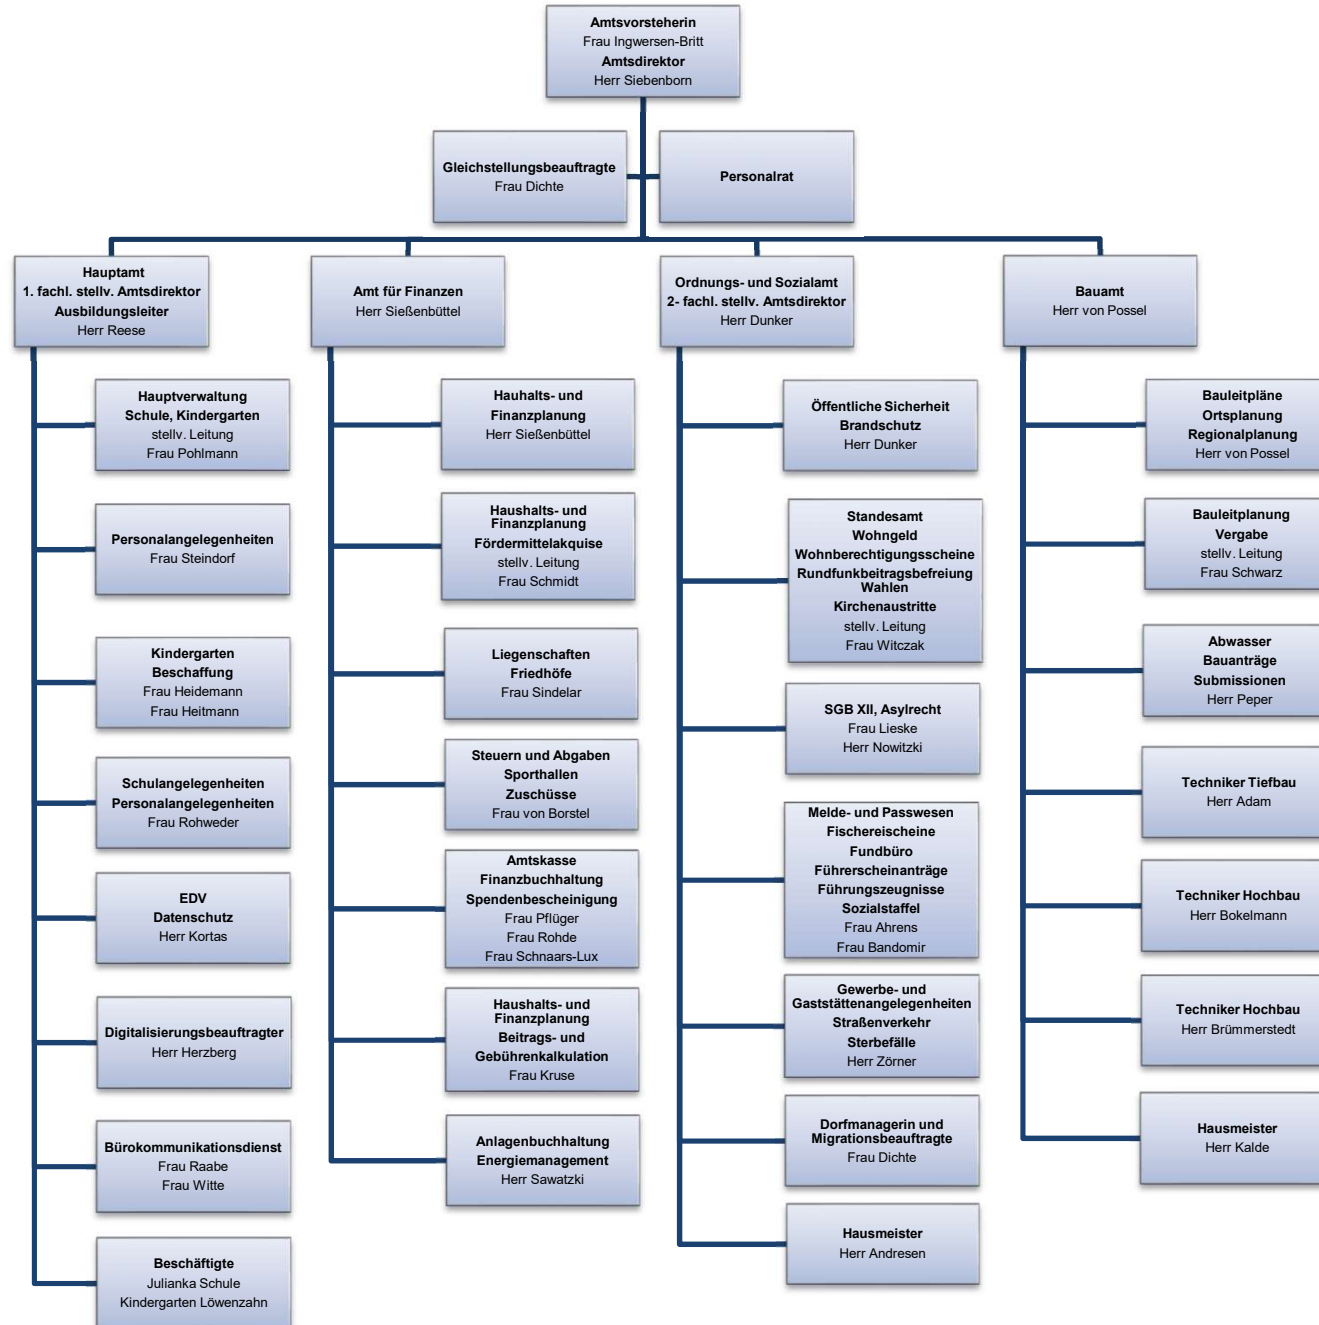 Amtsvorsteherin
Frau Ingwersen-Britt
Amtsdirektor
Herr Siebenborn
Gleichstellungsbeauftragte
Frau Dichte
Personalrat
Hauptamt
1. fachl. stellv. Amtsdirektor
Ausbildungsleiter
Herr Reese
Hauptverwaltung
Schule, Kindergarten
stellv. Leitung
Frau Pohlmann
Personalangelegenheiten
Frau Steindorf
Kindergarten
Beschaffung
Frau Heidemann
Frau Heitmann
Schulangelegenheiten
Personalangelegenheiten
Frau Rohweder
EDV
Datenschutz
Herr Kortas
Digitalisierungsbeauftragter
Herr Herzberg
Bürokommunikationsdienst
Frau Raabe
Frau Witte
Beschäftigte
Julianka Schule
Kindergarten Löwenzahn
Amt für Finanzen
Herr Sießenbüttel
Hauhalts- und
Finanzplanung
Herr Sießenbüttel
Haushalts- und
Finanzplanung
Fördermittelakquise
stellv. Leitung
Frau Schmidt
Liegenschaften
Friedhöfe
Frau Sindelar
Steuern und Abgaben
Sporthallen
Zuschüsse
Frau von Borstel
Amtskasse
Finanzbuchhaltung
Spendenbescheinigung
Frau Pflüger
Frau Rohde
Frau Schnaars-Lux
Haushalts- und
Finanzplanung
Beitrags- und
Gebührenkalkulation
Frau Kruse
Anlagenbuchhaltung
Energiemanagement
Herr Sawatzki
Ordnungs- und Sozialamt
2- fachl. stellv. Amtsdirektor
Herr Dunker
Öffentliche Sicherheit
Brandschutz
Herr Dunker
Standesamt
Wohngeld
Wohnberechtigungsscheine
Rundfunkbeitragsbefreiung
Wahlen
Kirchenaustritte
stellv. Leitung
Frau Witczak
SGB XII, Asylrecht
Frau Lieske
Herr Nowitzki
Melde- und Passwesen
Fischereischeine
Fundbüro
Führerscheinanträge
Führungszeugnisse
Sozialstaffel
Frau Ahrens
Frau Bandomir
Gewerbe- und
Gaststättenangelegenheiten
Straßenverkehr
Sterbefälle
Herr Zörner
Dorfmanagerin und
Migrationsbeauftragte
Frau Dichte
Hausmeister
Herr Andresen
Bauamt
Herr von Possel
Bauleitpläne
Ortsplanung
Regionalplanung
Herr von Possel
Bauleitplanung
Vergabe
stellv. Leitung
Frau Schwarz
Abwasser
Bauanträge
Submissionen
Herr Peper
Techniker Tiefbau
Herr Adam
Techniker Hochbau
Herr Bokelmann
Techniker Hochbau
Herr Brümmerstedt
Hausmeister
Herr Kalde